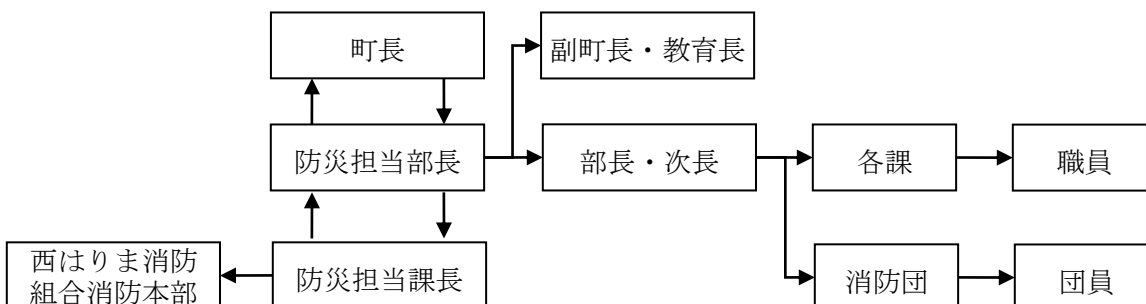 町長
副町長・教育長
防災担当部長
部長・次長
各課
職員
西はりま消防
組合消防本部
防災担当課長
消防団
団員